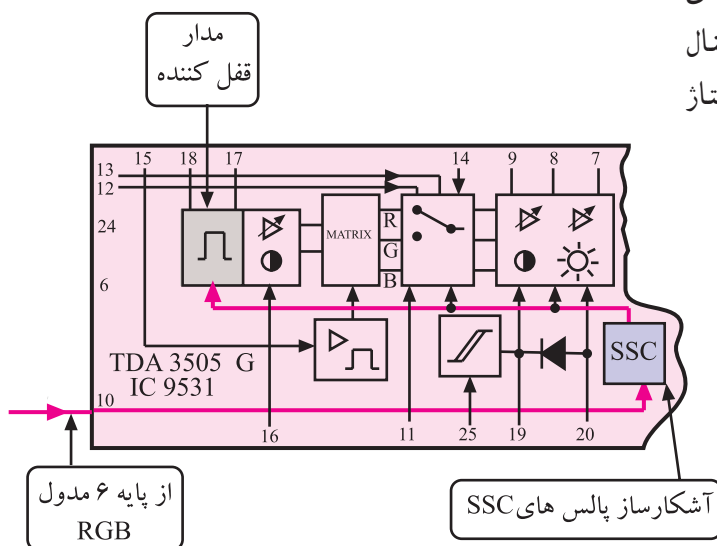 نال
تاژ
مدار
قفل کننده
15 18 17 14 9 8 7
13
12
24
MATRIX
R
G
B
6
SSC
TDA 3505 G
IC 9531
10
16 11 25 19 20
از پایه ۶ مدول
RGB
آشکارساز پالس های SSC